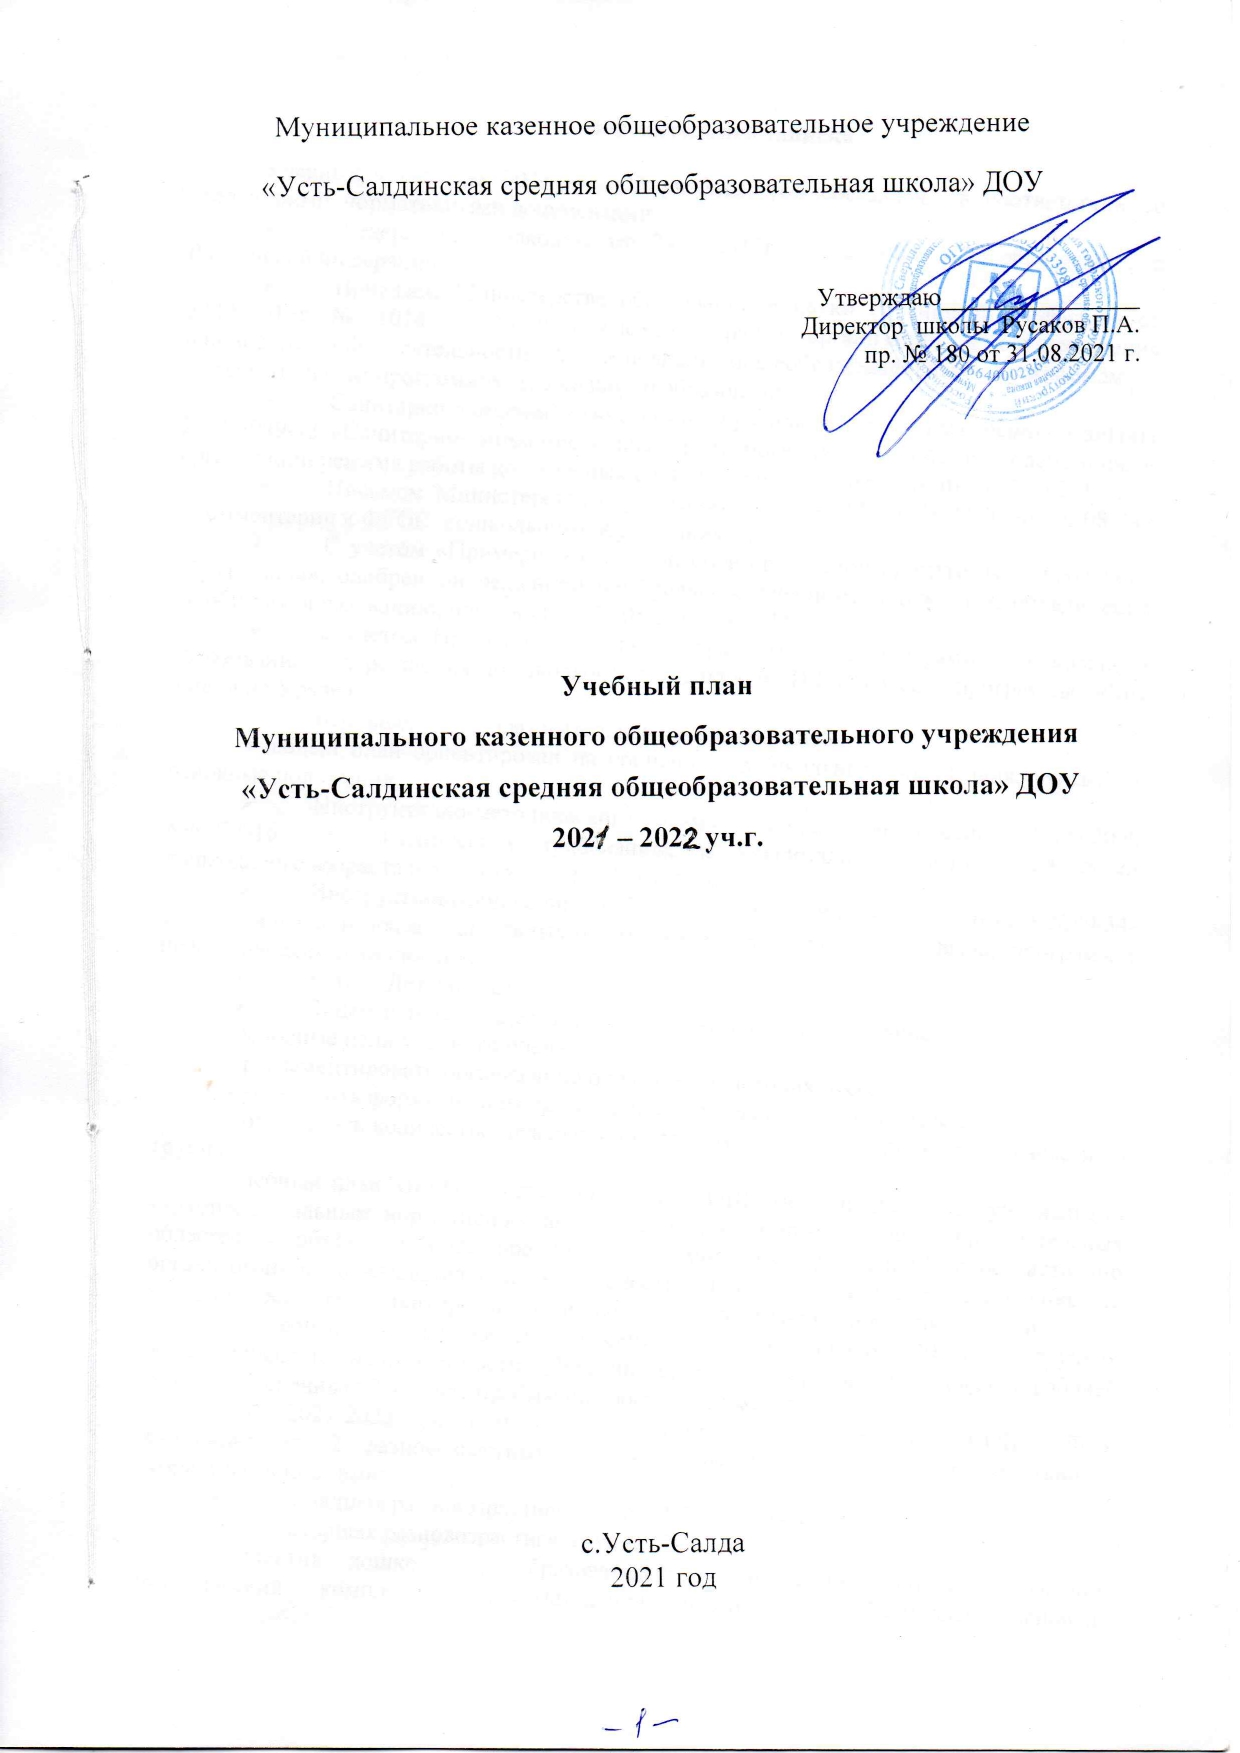 Муниципальное казенное общеобразовательное учреждение
«Усть-Салдинская средняя общеобразовательная школа» ДОУ
Утверждаю
Директор школы Русаков П.А.
пр. № 180 от 31.08.2021 г.
Учебный план
Муниципального казенного общеобразовательного учреждения
«Усть-Салдинская средняя общеобразовательная школа» ДОУ
2021 – 2022 уч.г.
с.Усть-Салда
2021 год
– 1 –